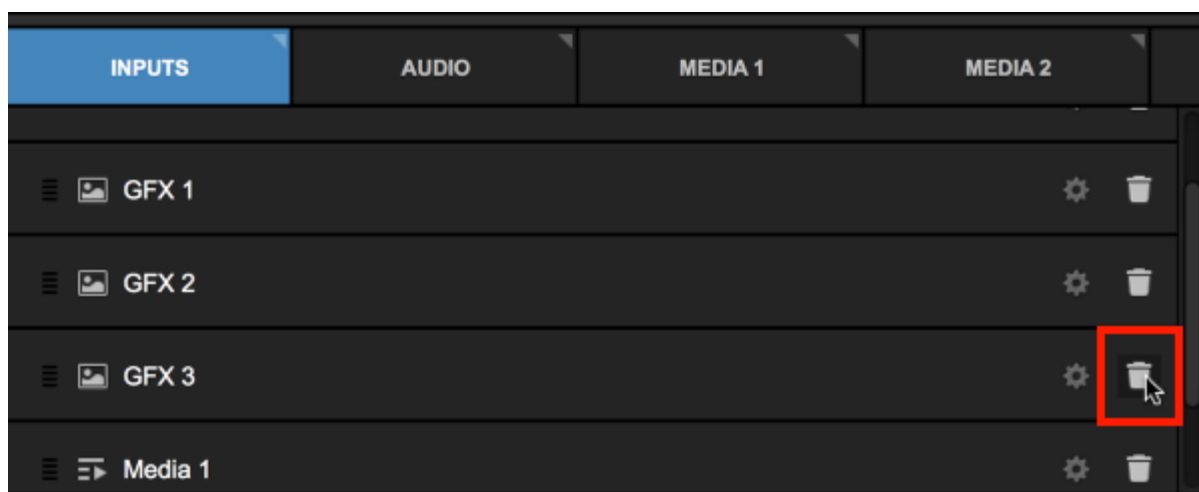 INPUTS AUDIO MEDIA 1 MEDIA 2
GFX 1
GFX 2
GFX 3
Media 1